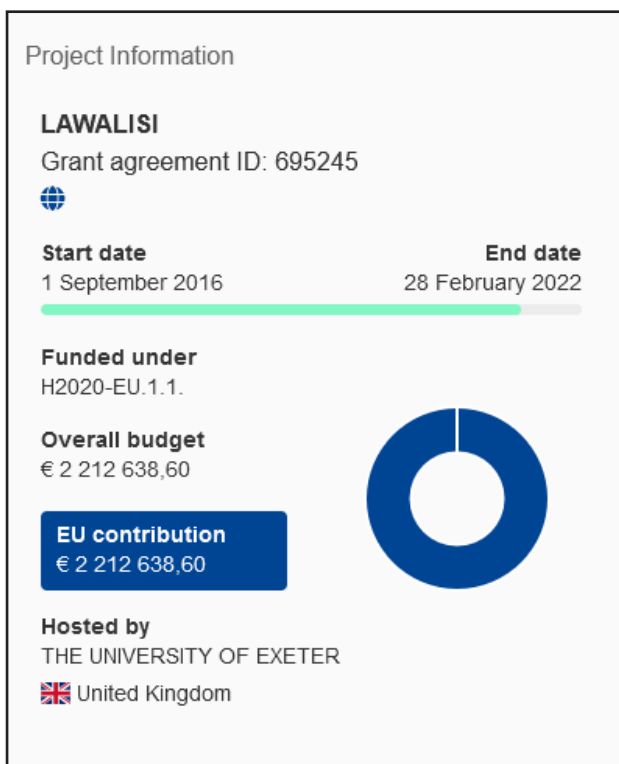 Project Information
LAWALISI
Grant agreement ID: 695245
Start date
End date
1 September 2016
28 February 2022
Funded under
H2020-EU.1.1.
Overall budget
€ 2 212 638,60
EU contribution
€ 2 212 638,60
Hosted by
THE UNIVERSITY OF EXETER
United Kingdom